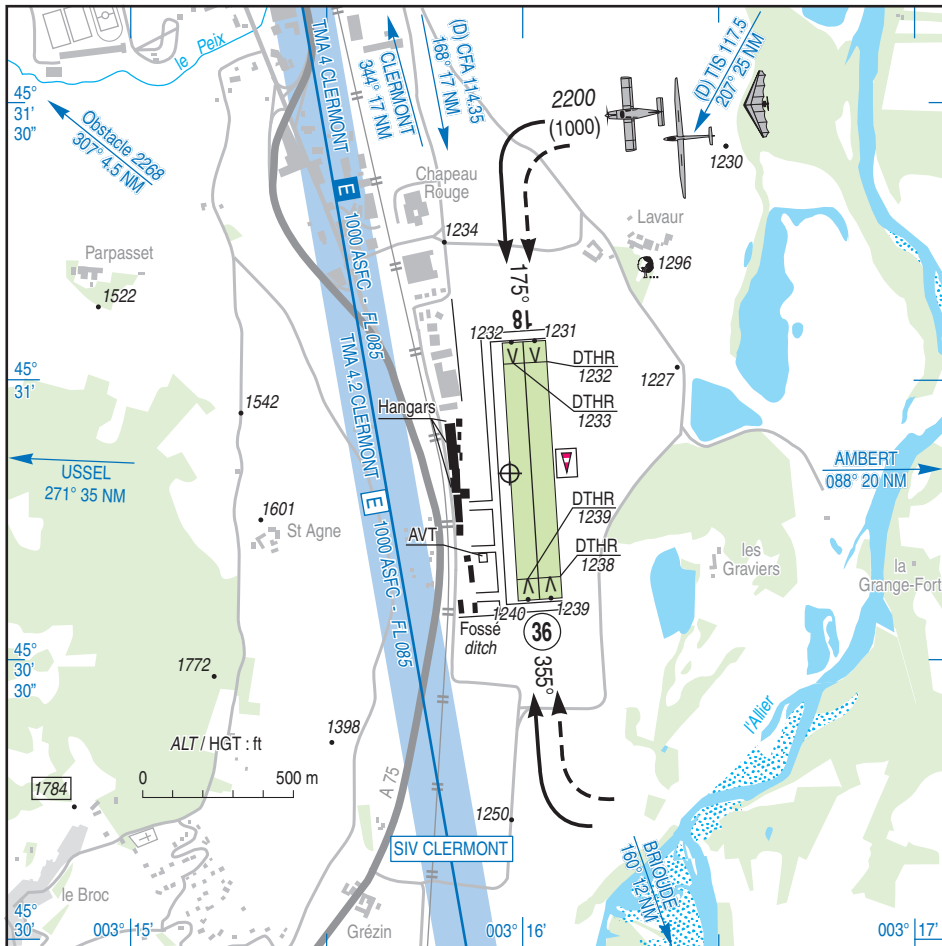 le Peix
TMA 4 CLERMONT
E
1000 ASFC - FL 085
CLERMONT
344° 17 NM
(D) CFA 114.35
168° 17 NM
2200
(1000)
(D) TIS 117.5
207° 25 NM
1230
45°
31'
30"
Obstacle 2268
307° 4.5 NM
Chapeau
Rouge
Lavaur
1234
1296
Parpasset
1522
175°
18
1232
1231
DTHR
1232
1227
45°
31'
TMA 4.2 CLERMONT
E
1000 ASFC - FL 085
DTHR
1233
1542
Hangars
USSEL
271° 35 NM
AMBERT
088° 20 NM
DTHR
1239
1601
St Agne
AVT
DTHR
1238
les
Graviers
la
Grange-Fort
1240
1239
Fossé
ditch
36
355°
45°
30'
30"
1772
l'Allier
1398
ALT / HGT : ft
0
500 m
1784
A 75
1250
SIV CLERMONT
BRIOUDE
160° 12 NM
le Broc
Grézin
45°
30'
003° 15'
003° 16'
003° 17'